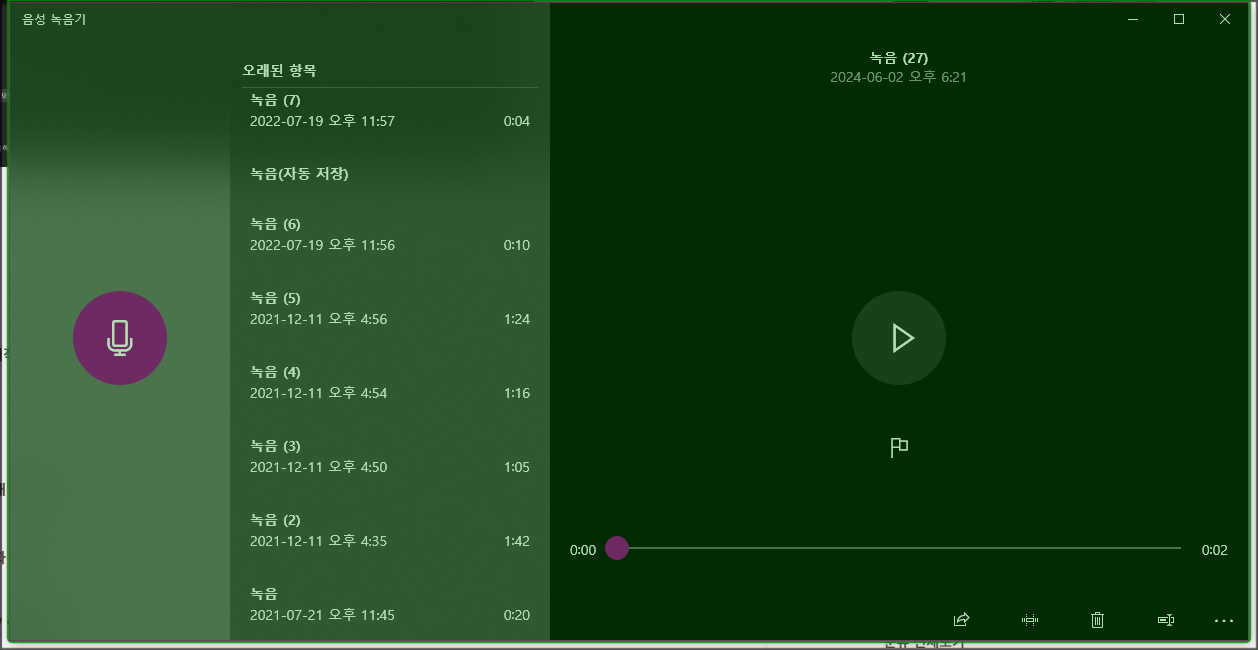 음성 녹음기
오래된 항목
녹음 (7)
2022-07-19 오후 11:57
0:04
녹음(자동 저장)
녹음 (6)
2022-07-19 오후 11:56
0:10
녹음 (5)
2021-12-11 오후 4:56
1:24
녹음 (4)
2021-12-11 오후 4:54
1:16
녹음 (3)
2021-12-11 오후 4:50
1:05
녹음 (2)
2021-12-11 오후 4:35
1:42
녹음
2021-07-21 오후 11:45
0:20
녹음 (27)
2024-06-02 오후 6:21
0:00
0:02